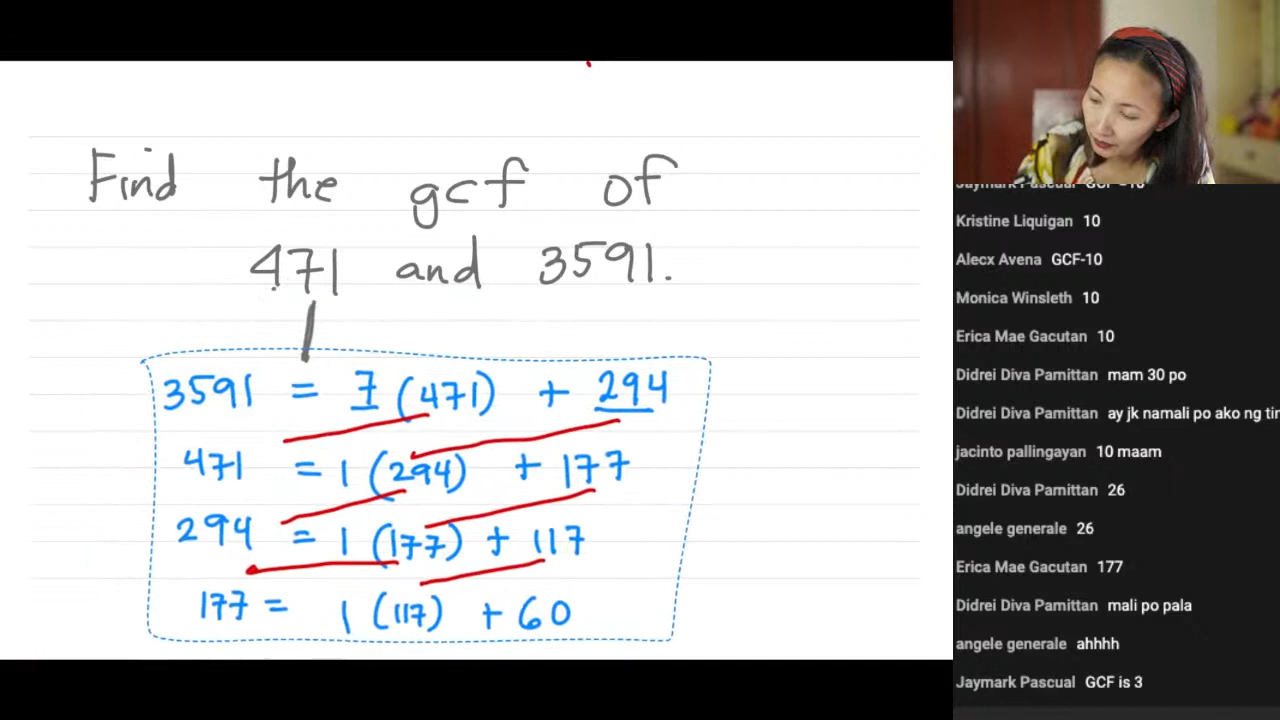 Find the gcf of
471 and 3591.
3591 = 7 (471) + 294
471 = 1 (294) + 177
294 = 1 (177) + 117
177 = 1 (117) + 60
Jaymark Pascual GCF -10
Kristine Liquigan 10
Alecx Avena GCF-10
Monica Winsleth 10
Erica Mae Gacutan 10
Didrei Diva Pamittan mam 30 po
Didrei Diva Pamittan ay jk namali po ako ng
jacinto pallingayan 10 maam
Didrei Diva Pamittan 26
angele generale 26
Erica Mae Gacutan 177
Didrei Diva Pamittan mali po pala
angele generale ahhhh
Jaymark Pascual GCF is 3